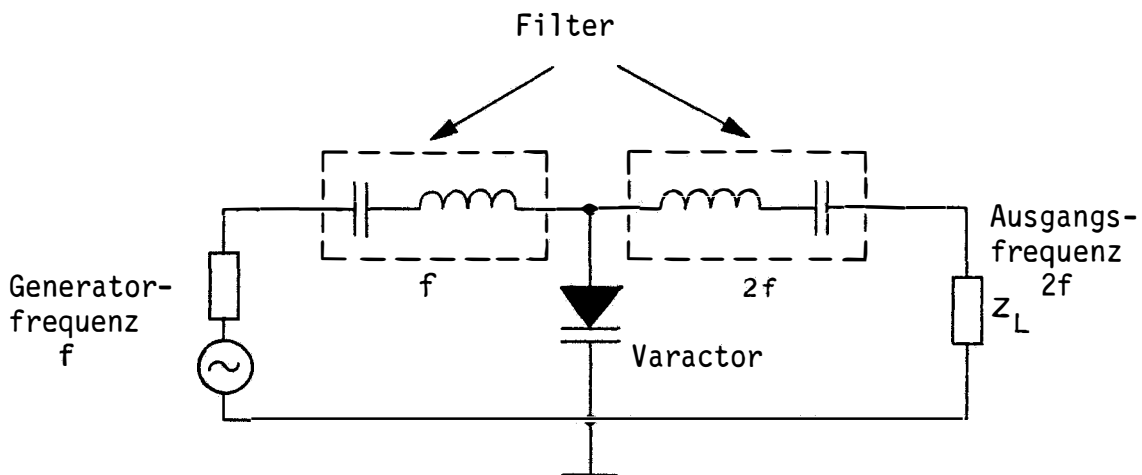 Filter
Generator-
frequenz
f
f
2f
Varactor
Ausgangs-
frequenz
2f
Z_L